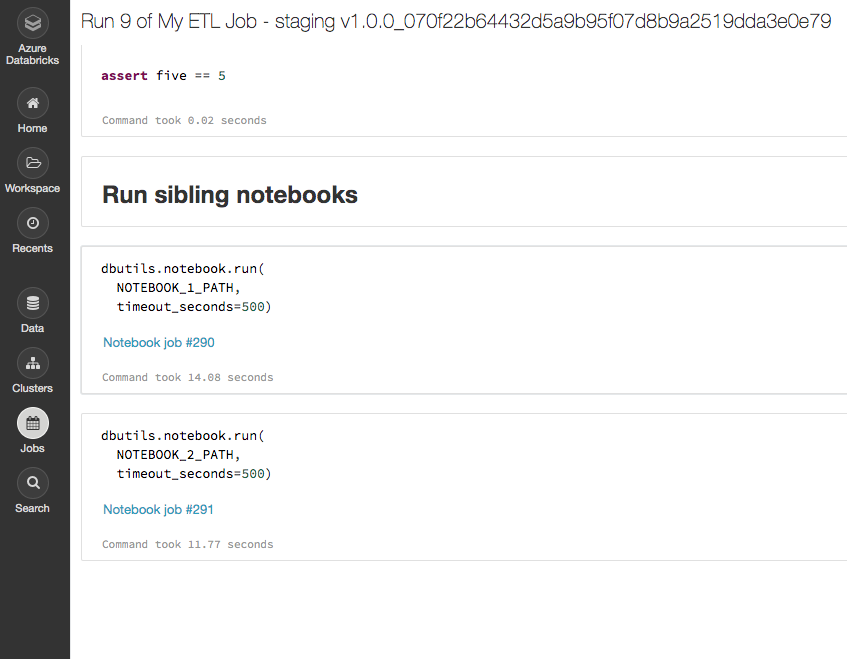 Run 9 of My ETL Job - staging v1.0.0_070f22b64432d5a9b95f07d8b9a2519dda3e0e79
Azure
Databricks
Home
Workspace
Recents
Data
Clusters
Jobs
Search
assert five == 5
Command took 0.02 seconds
Run sibling notebooks
dbutils.notebook.run(
NOTEBOOK_1_PATH,
timeout_seconds=500)
Notebook job #290
Command took 14.08 seconds
dbutils.notebook.run(
NOTEBOOK_2_PATH,
timeout_seconds=500)
Notebook job #291
Command took 11.77 seconds